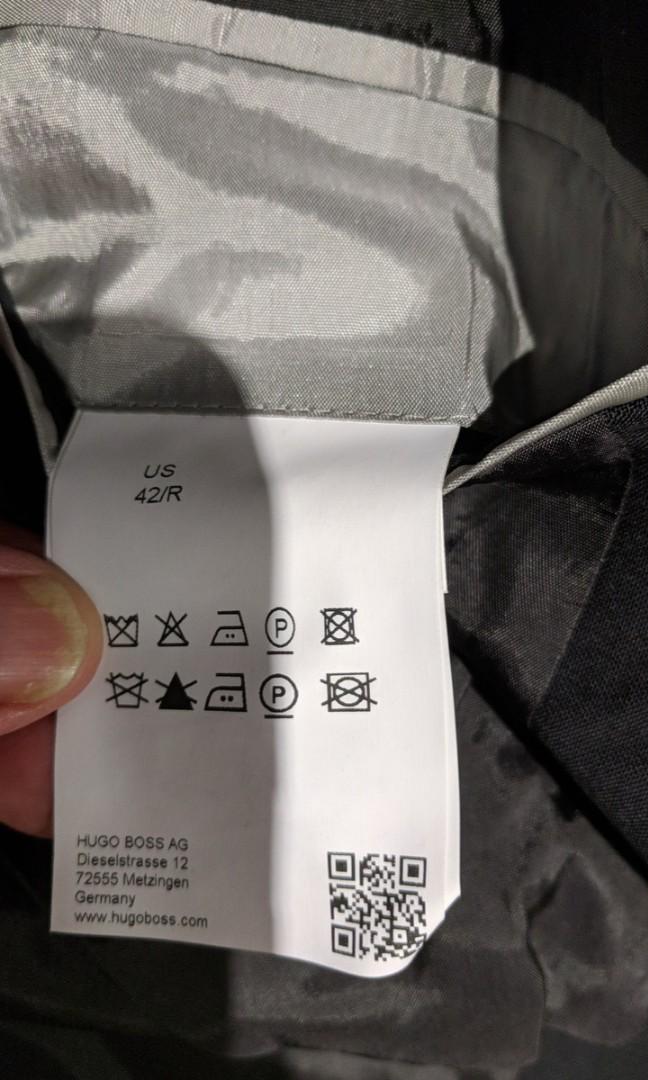 US
42/R
P
P
HUGO BOSS AG
Dieselstrasse 12
72555 Metzingen
Germany
www.hugoboss.com